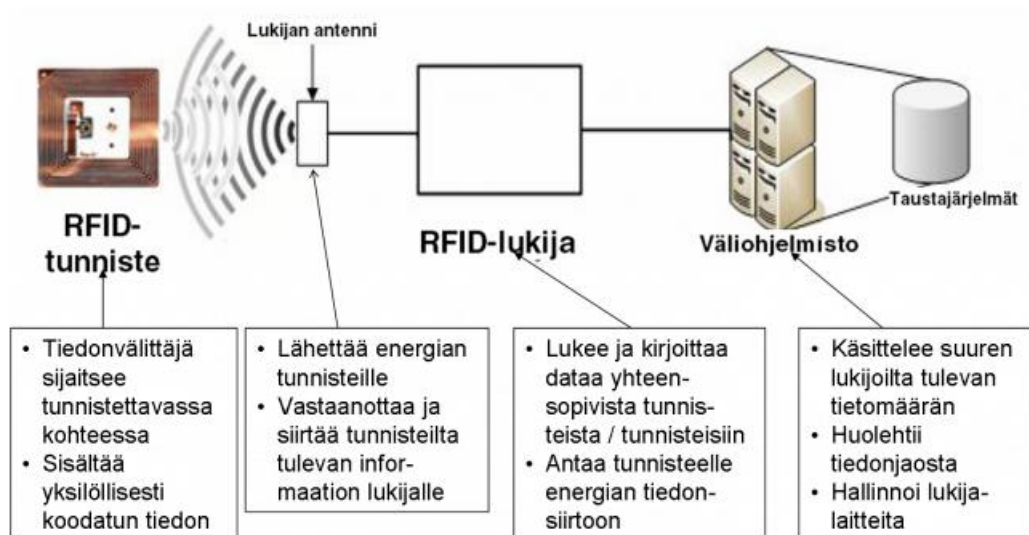 Lukijan antenni
RFID-
tunniste
RFID-lukija
Väliohjelmisto
Taustajärjelmät
• Tiedonvälittäjä
sijaitsee
tunnistettavassa
kohteessa
• Sisältää
yksilöllisesti
koodatun tiedon
• Lähettää energian
tunnisteille
• Vastaanottaa ja
siirtää tunnisteilta
tulevan infor-
maation lukijalle
• Lukee ja kirjoittaa
dataa yhteen-
sopivista tunnis-
teista / tunnisteisiin
• Antaa tunnisteelle
energian tiedon-
siirtoon
• Käsittelee suuren
lukijoilta tulevan
tietomäärän
• Huolehtii
tiedonjaosta
• Hallinnoi lukija-
laitteita